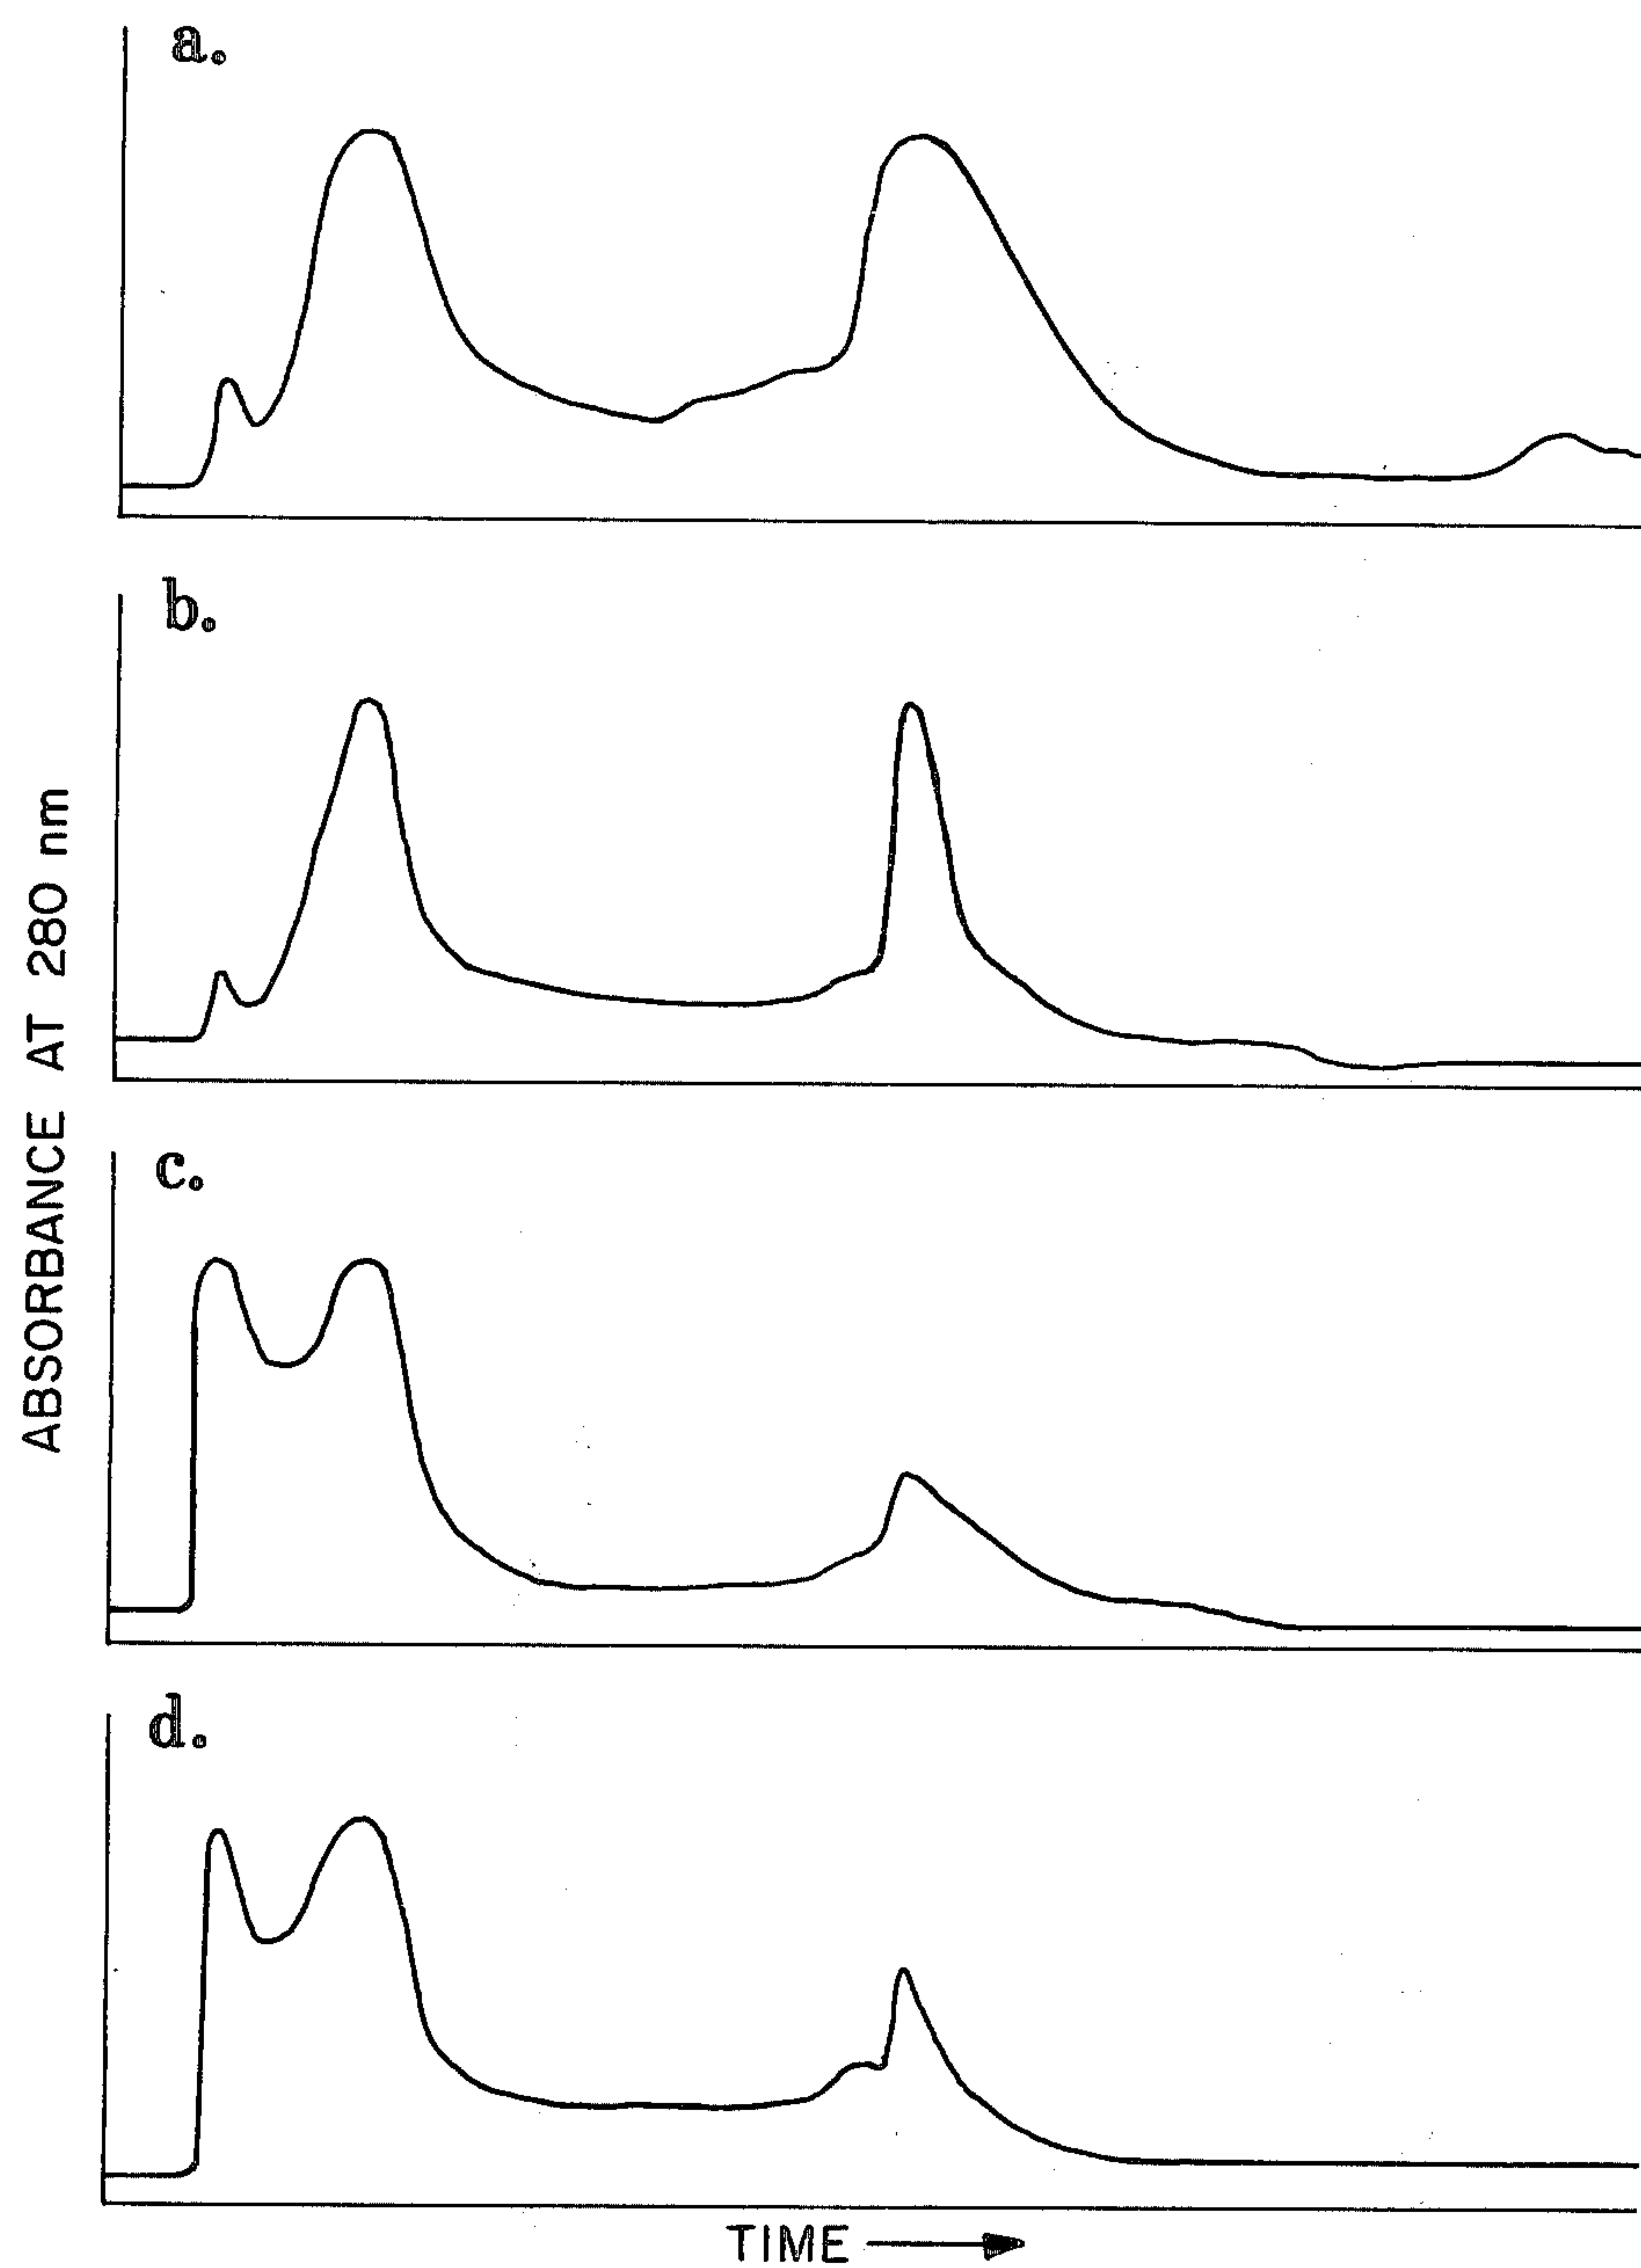 a.
b.
c.
d.
ABSORBANCE AT 280 nm
TIME